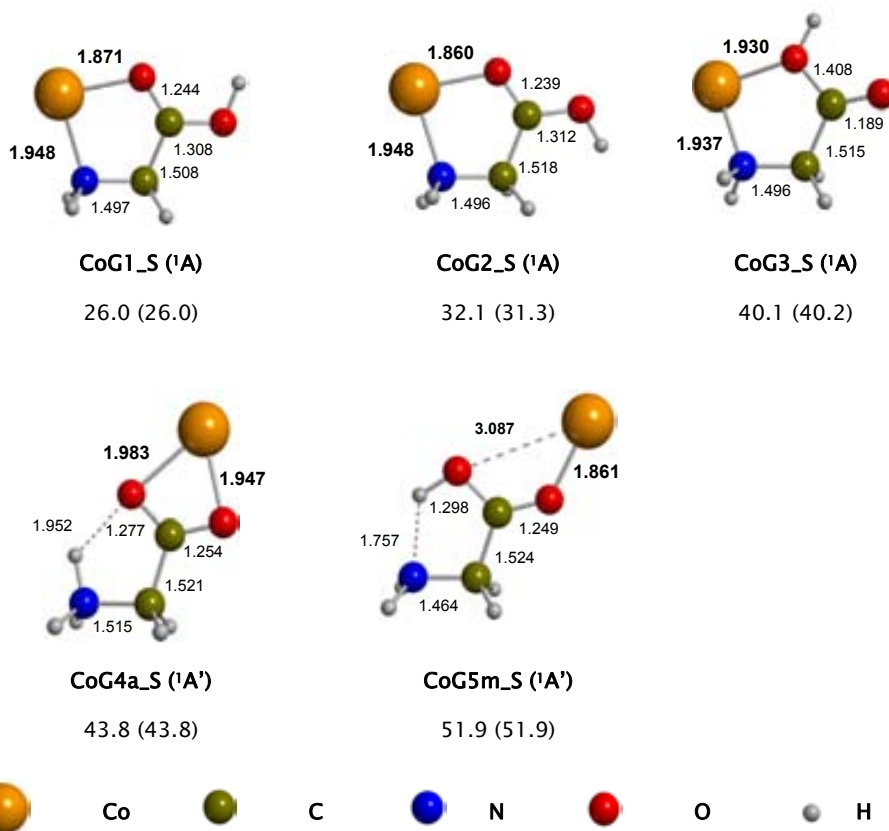 1.871 1.860 1.930
1.244 1.239 1.408
1.948 1.308 1.948 1.312 1.937 1.189
1.508 1.518 1.515
1.497 1.496 1.496
CoG1_S (¹A) CoG2_S (¹A) CoG3_S (¹A)
26.0 (26.0) 32.1 (31.3) 40.1 (40.2)
1.983 1.947 3.087 1.861
1.952 1.277 1.254 1.757 1.298 1.249
1.521 1.524
1.515 1.464
CoG4a_S (¹A’) CoG5m_S (¹A’)
43.8 (43.8) 51.9 (51.9)
Co C N O H